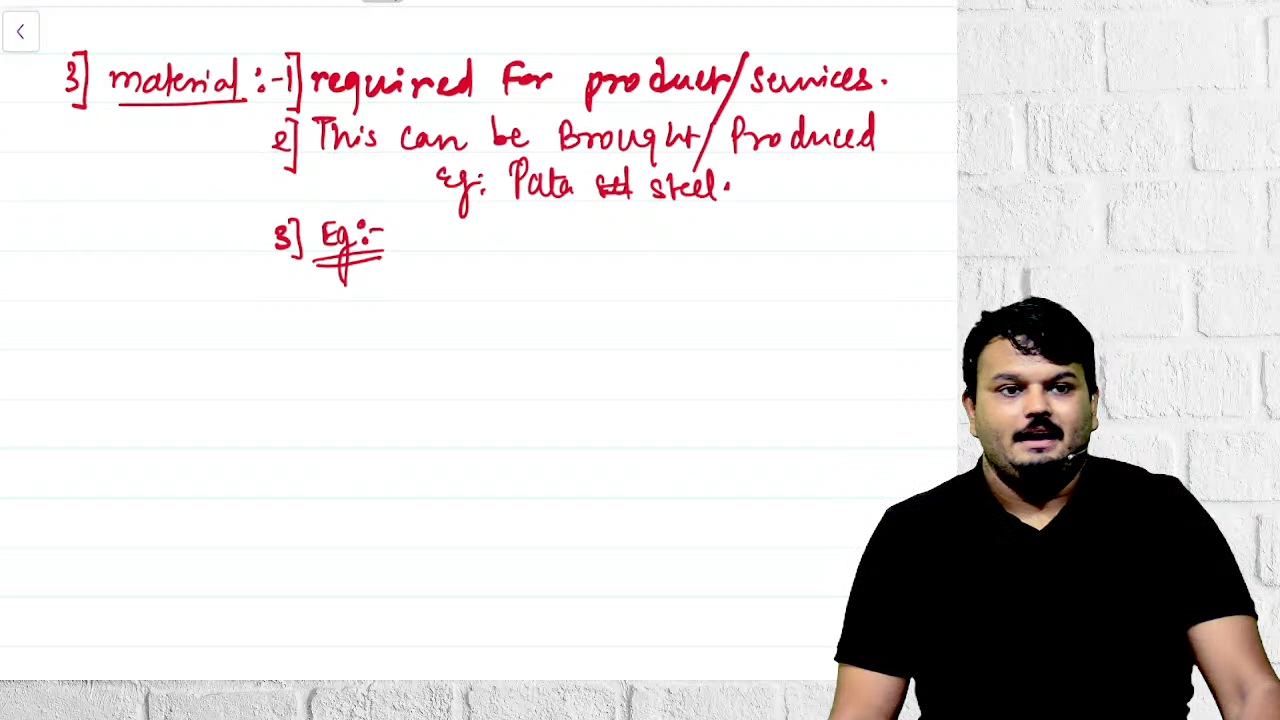 3] material :- 1] required for product/services.
2] This can be Brought/Produced
Eg: Tata steel.
3] Eg:-